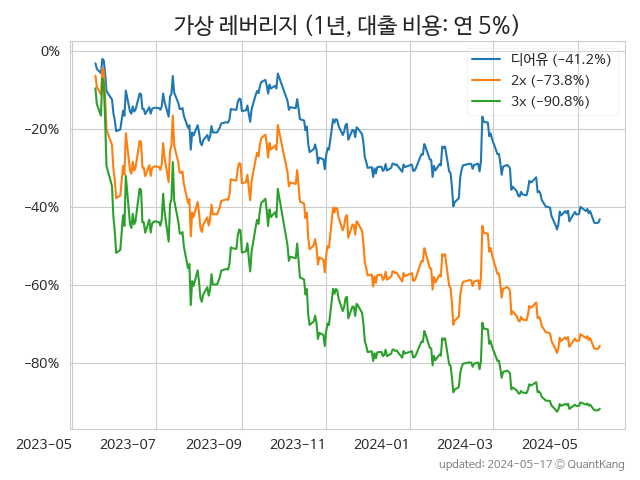 가상 레버리지 (1년, 대출 비용: 연 5%)
0%
−20%
−40%
−60%
−80%
디어유 (−41.2%)
2x (−73.8%)
3x (−90.8%)
2023−05 2023−07 2023−09 2023−11 2024−01 2024−03 2024−05
updated: 2024−05−17 © QuantKang